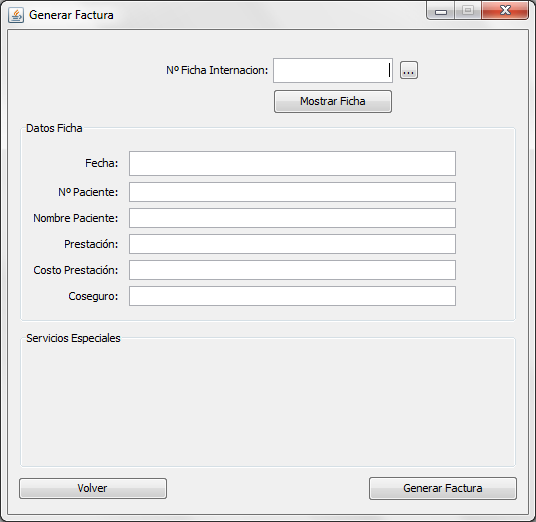 Generar Factura
Nº Ficha Internacion:
...
Mostrar Ficha
Datos Ficha
Fecha:
Nº Paciente:
Nombre Paciente:
Prestación:
Costo Prestación:
Coseguro:
Servicios Especiales
Volver
Generar Factura